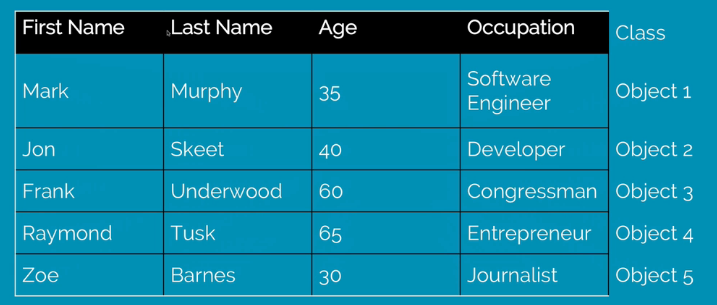 First Name Last Name Age Occupation Class
Mark Murphy 35 Software Engineer Object 1
Jon Skeet 40 Developer Object 2
Frank Underwood 60 Congressman Object 3
Raymond Tusk 65 Entrepreneur Object 4
Zoe Barnes 30 Journalist Object 5